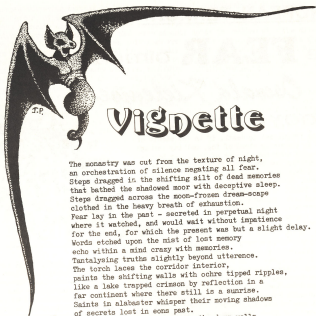 J.P.
Vignette
The monastry was cut from the texture of night,
an orchestration of silence negating all fear.
Steps dragged in the shifting silt of dead memories
that bathed the shadowed moor with deceptive sleep.
Steps dragged across the moon-frozen dream-scape
clothed in the heavy breath of exhaustion.
Fear lay in the past - secreted in perpetual night
where it watched, and would wait without impatience
for the end, for which the present was but a slight delay.
Words etched upon the mist of lost memory
echo within a mind crazy with memories.
Tantalysing truths slightly beyond utterence.
The torch laces the corridor interior,
paints the shifting walls with ochre tipped ripples,
like a lake trapped crimson by reflection in a
far continent where there still is a sunrise.
Saints in alabaster whisper their moving shadows
of secrets lost in eons past.